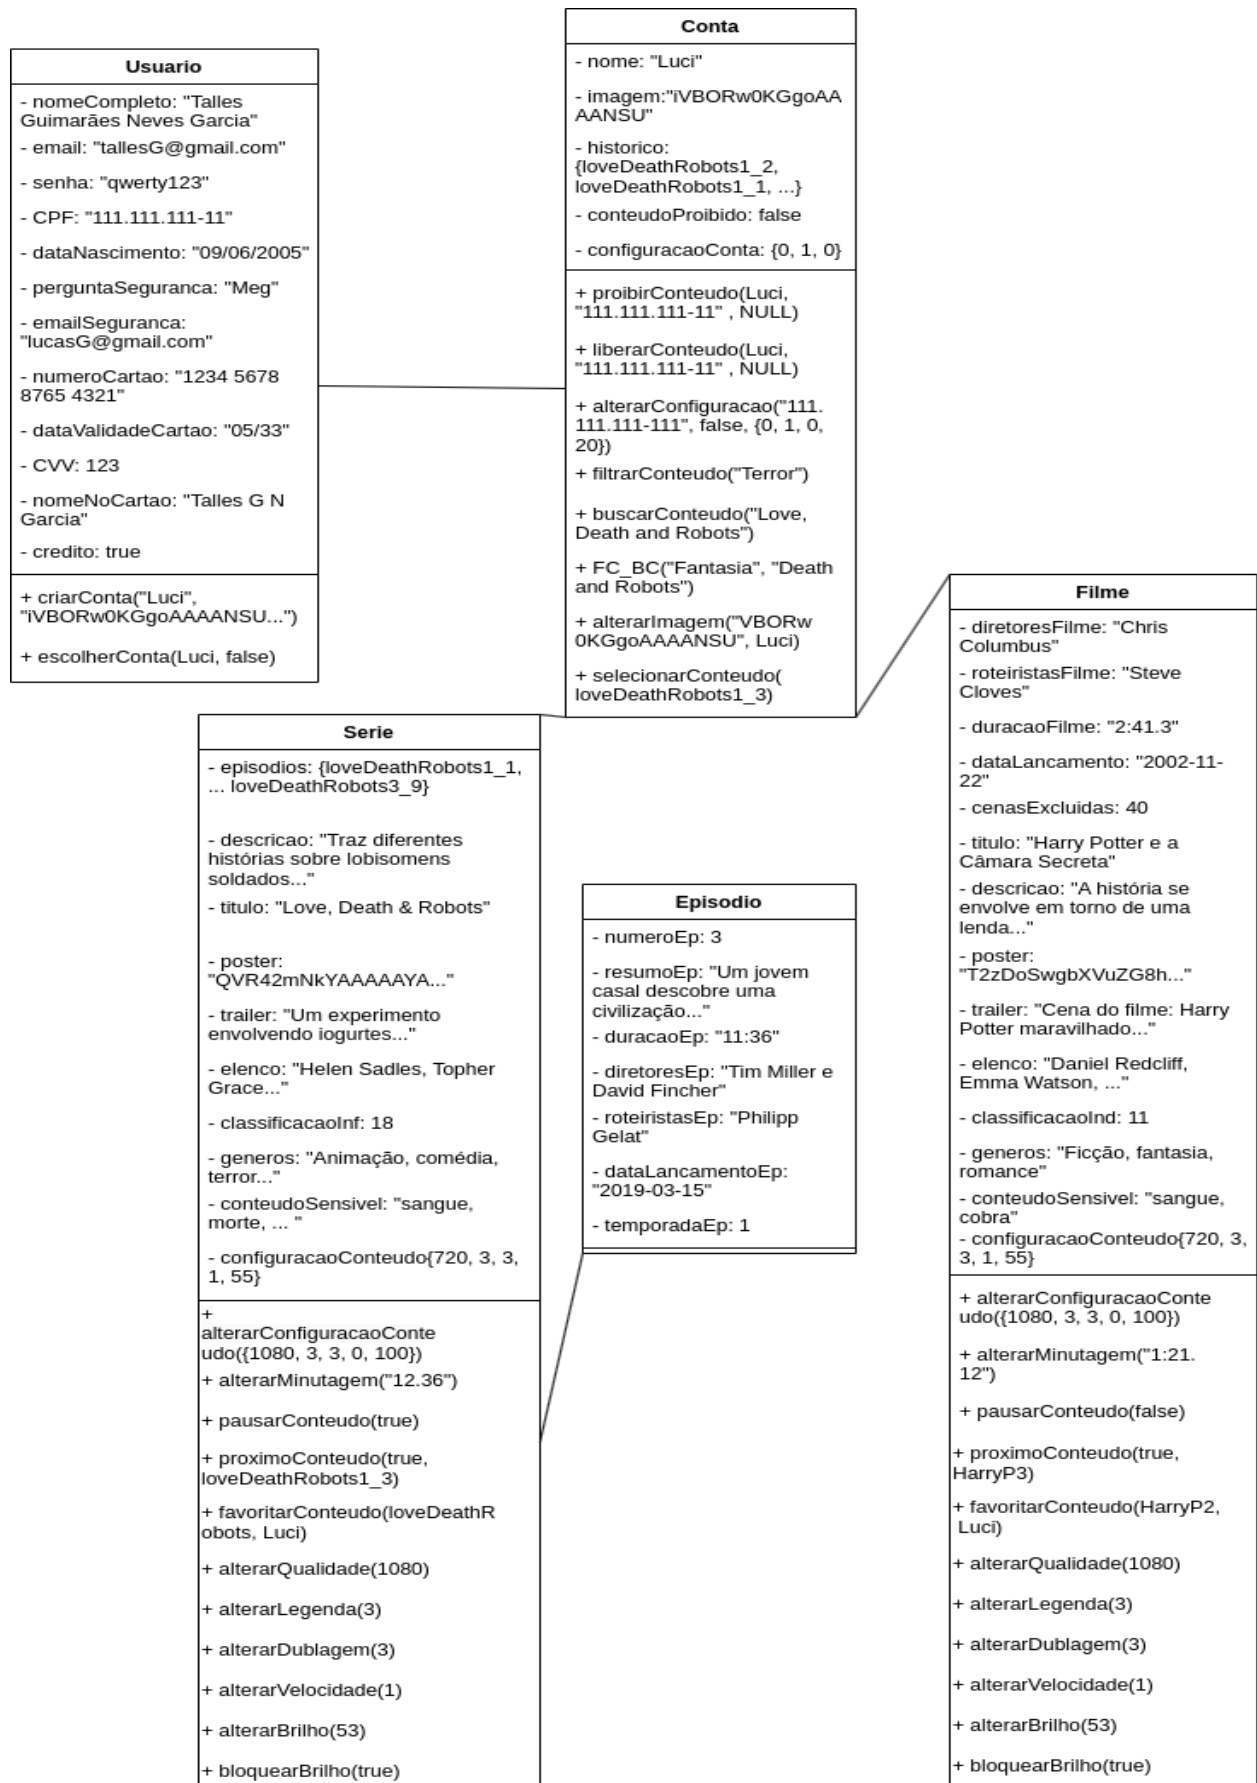 Usuario
- nomeCompleto: "Talles
Guimarães Neves Garcia"
- email: "tallesG@gmail.com"
- senha: "qwerty123"
- CPF: "111.111.111-11"
- dataNascimento: "09/06/2005"
- perguntaSeguranca: "Meg"
- emailSeguranca:
"lucasG@gmail.com"
- numeroCartao: "1234 5678
8765 4321"
- dataValidadeCartao: "05/33"
- CVV: 123
- nomeNoCartao: "Talles G N
Garcia"
- credito: true
+ criarConta("Luci",
"iVBORw0KGgoAAAANSU...")
+ escolherConta(Luci, false)
Conta
- nome: "Luci"
- imagem:"iVBORw0KGgoAA
AANSU"
- historico:
{loveDeathRobots1_2,
loveDeathRobots1_1, ...}
- conteudoProibido: false
- configuracaoConta: {0, 1, 0}
+ proibirConteudo(Luci,
"111.111.111-11" , NULL)
+ liberarConteudo(Luci,
"111.111.111-11" , NULL)
+ alterarConfiguracao("111.
111.111-111", false, {0, 1, 0,
20})
+ filtrarConteudo("Terror")
+ buscarConteudo("Love,
Death and Robots")
+ FC_BC("Fantasia", "Death
and Robots")
+ alterarImagem("VBORw
0KGgoAAAANSU", Luci)
+ selecionarConteudo(
loveDeathRobots1_3)
Serie
- episodios: {loveDeathRobots1_1,
... loveDeathRobots3_9}
- descricao: "Traz diferentes
histórias sobre lobisomens
soldados..."
- titulo: "Love, Death & Robots"
- poster:
"QVR42mNkYAAAAAYA..."
- trailer: "Um experimento
envolvendo iogurtes..."
- elenco: "Helen Sadles, Topher
Grace..."
- classificacaoInf: 18
- generos: "Animação, comédia,
terror..."
- conteudoSensivel: "sangue,
morte, ... "
- configuracaoConteudo{720, 3, 3,
1, 55}
+
alterarConfiguracaoConte
udo({1080, 3, 3, 0, 100})
+ alterarMinutagem("12.36")
+ pausarConteudo(true)
+ proximoConteudo(true,
loveDeathRobots1_3)
+ favoritarConteudo(loveDeathR
obots, Luci)
+ alterarQualidade(1080)
+ alterarLegenda(3)
+ alterarDublagem(3)
+ alterarVelocidade(1)
+ alterarBrilho(53)
+ bloquearBrilho(true)
Episodio
- numeroEp: 3
- resumoEp: "Um jovem
casal descobre uma
civilização..."
- duracaoEp: "11:36"
- diretoresEp: "Tim Miller e
David Fincher"
- roteiristasEp: "Philipp
Gelat"
- dataLancamentoEp:
"2019-03-15"
- temporadaEp: 1
Filme
- diretoresFilme: "Chris
Columbus"
- roteiristasFilme: "Steve
Cloves"
- duracaoFilme: "2:41.3"
- dataLancamento: "2002-11-
22"
- cenasExcluidas: 40
- titulo: "Harry Potter e a
Câmara Secreta"
- descricao: "A história se
envolve em torno de uma
lenda..."
- poster:
"T2zDoSwgbXVuZG8h..."
- trailer: "Cena do filme: Harry
Potter maravilhado..."
- elenco: "Daniel Redcliff,
Emma Watson, ..."
- classificacaoInd: 11
- generos: "Ficção, fantasia,
romance"
- conteudoSensivel: "sangue,
cobra"
- configuracaoConteudo{720, 3,
3, 1, 55}
+ alterarConfiguracaoConte
udo({1080, 3, 3, 0, 100})
+ alterarMinutagem("1:21.
12")
+ pausarConteudo(false)
+ proximoConteudo(true,
HarryP3)
+ favoritarConteudo(HarryP2,
Luci)
+ alterarQualidade(1080)
+ alterarLegenda(3)
+ alterarDublagem(3)
+ alterarVelocidade(1)
+ alterarBrilho(53)
+ bloquearBrilho(true)